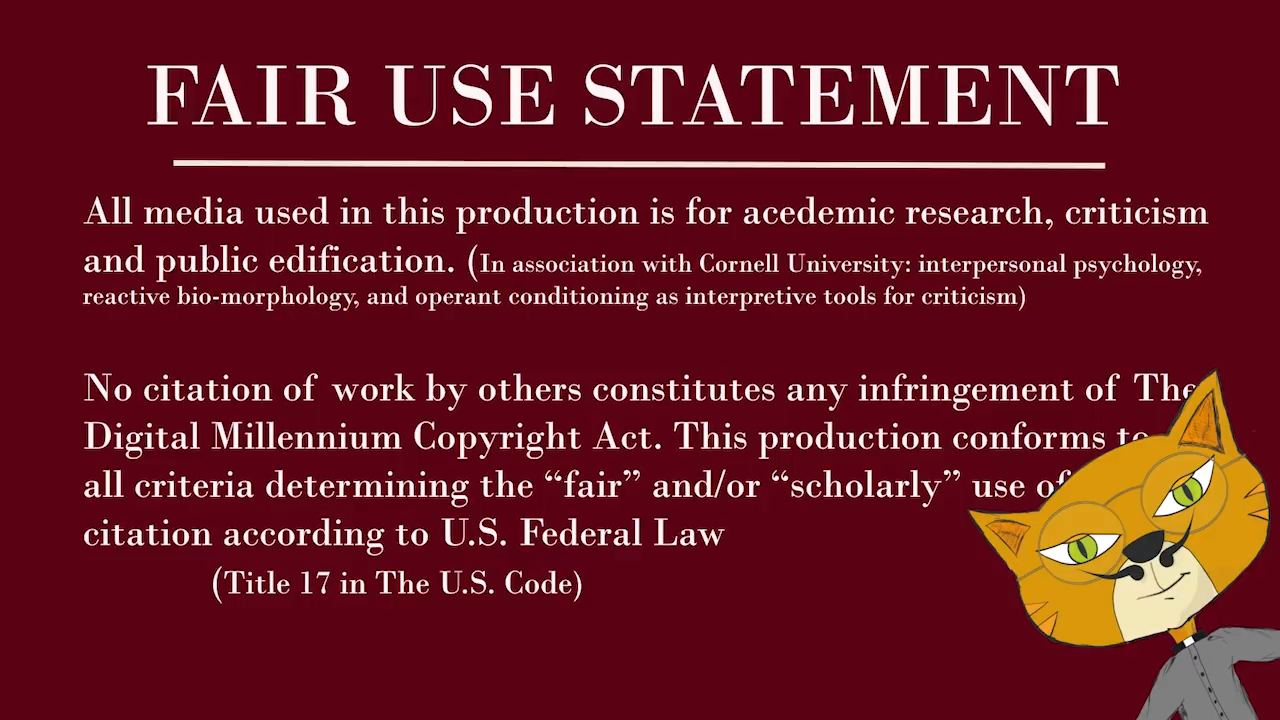 FAIR USE STATEMENT
All media used in this production is for acedemic research, criticism
and public edification. (In association with Cornell University: interpersonal psychology,
reactive bio-morphology, and operant conditioning as interpretive tools for criticism)
No citation of work by others constitutes any infringement of The
Digital Millennium Copyright Act. This production conforms to
all criteria determining the “fair” and/or “scholarly” use of
citation according to U.S. Federal Law
(Title 17 in The U.S. Code)